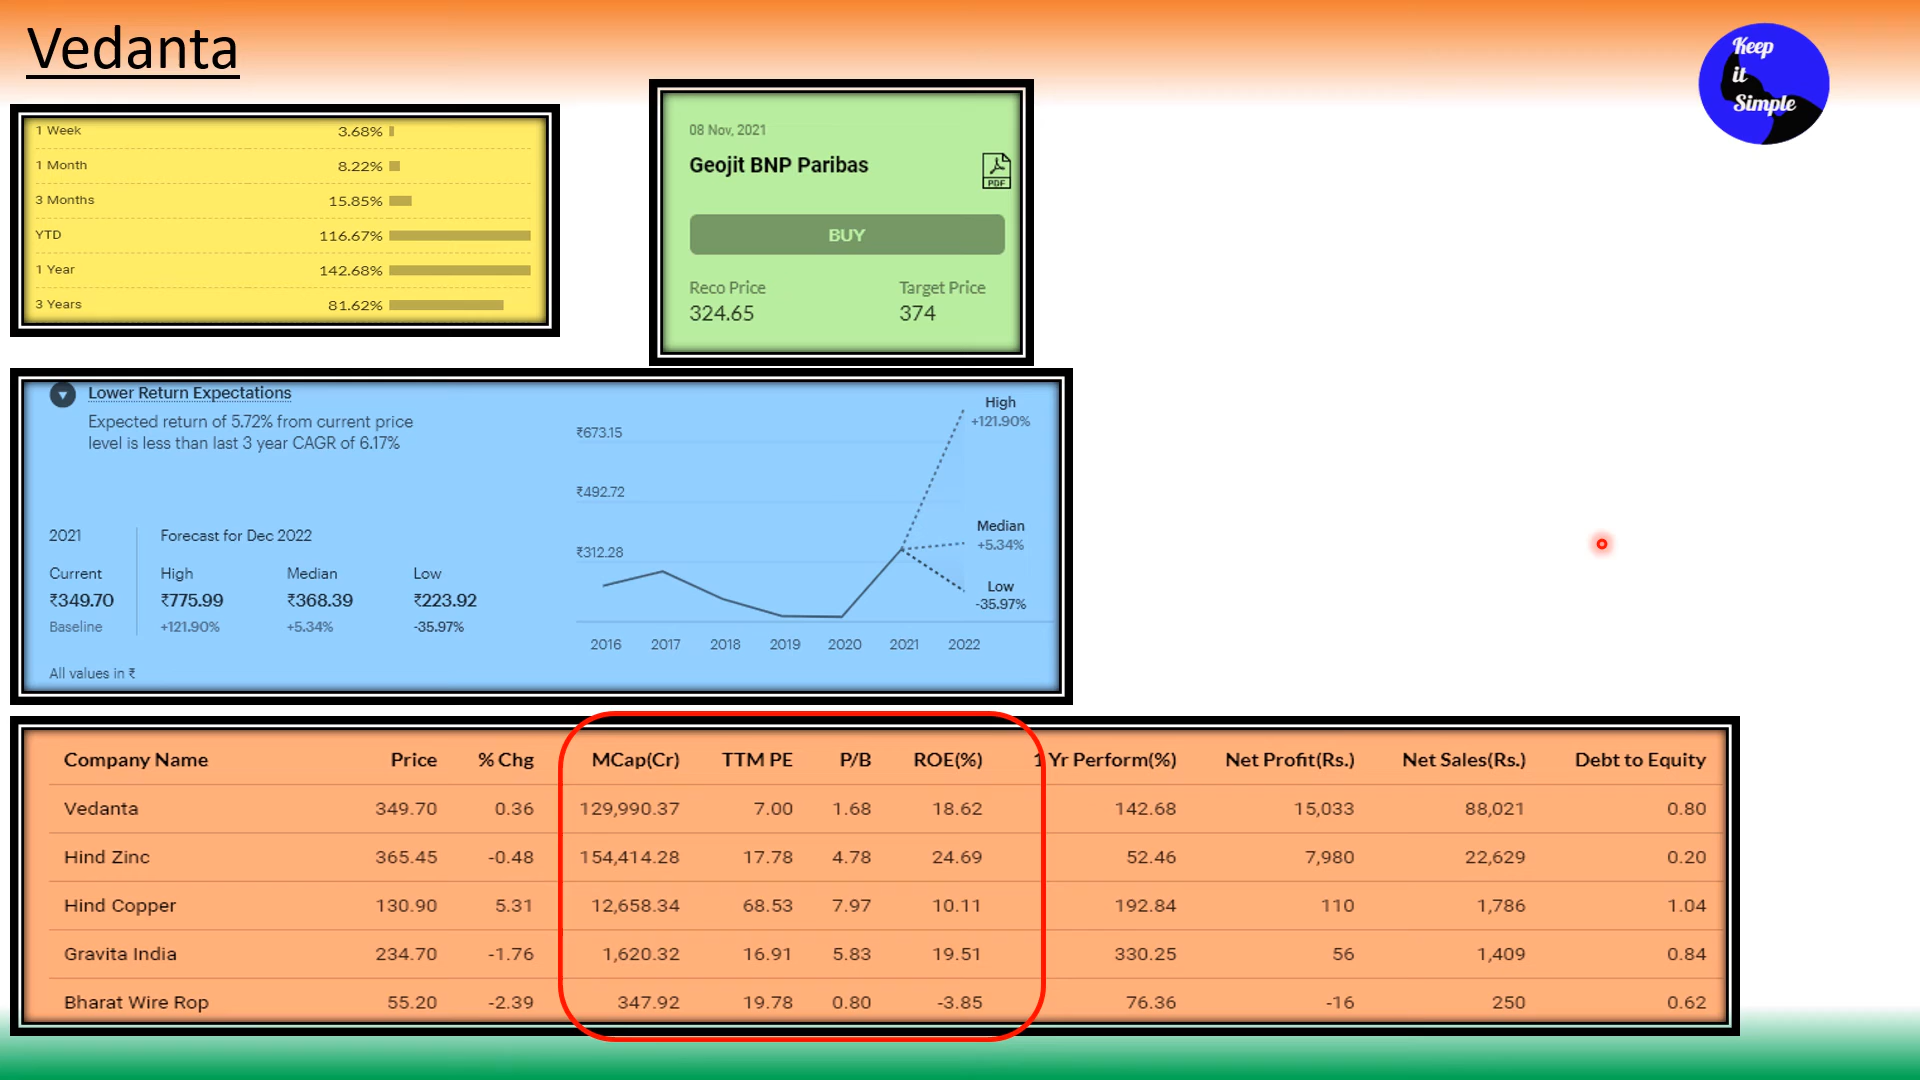 Vedanta
Keep
it
Simple
1 Week 3.68%
1 Month 8.22%
3 Months 15.85%
YTD 116.67%
1 Year 142.68%
3 Years 81.62%
08 Nov, 2021
Geojit BNP Paribas
PDF
BUY
Reco Price Target Price
324.65 374
Lower Return Expectations
Expected return of 5.72% from current price
level is less than last 3 year CAGR of 6.17%
2021 Forecast for Dec 2022
Current High Median Low
₹349.70 ₹775.99 ₹368.39 ₹223.92
Baseline +121.90% +5.34% -35.97%
All values in ₹
High
+121.90%
₹673.15
₹492.72
Median
+5.34%
₹312.28
Low
-35.97%
2016 2017 2018 2019 2020 2021 2022
Company Name Price % Chg MCap(Cr) TTM PE P/B ROE(%) 1 Yr Perform(%) Net Profit(Rs.) Net Sales(Rs.) Debt to Equity
Vedanta 349.70 0.36 129,990.37 7.00 1.68 18.62 142.68 15,033 88,021 0.80
Hind Zinc 365.45 -0.48 154,414.28 17.78 4.78 24.69 52.46 7,980 22,629 0.20
Hind Copper 130.90 5.31 12,658.34 68.53 7.97 10.11 192.84 110 1,786 1.04
Gravita India 234.70 -1.76 1,620.32 16.91 5.83 19.51 330.25 56 1,409 0.84
Bharat Wire Rop 55.20 -2.39 347.92 19.78 0.80 -3.85 76.36 -16 250 0.62